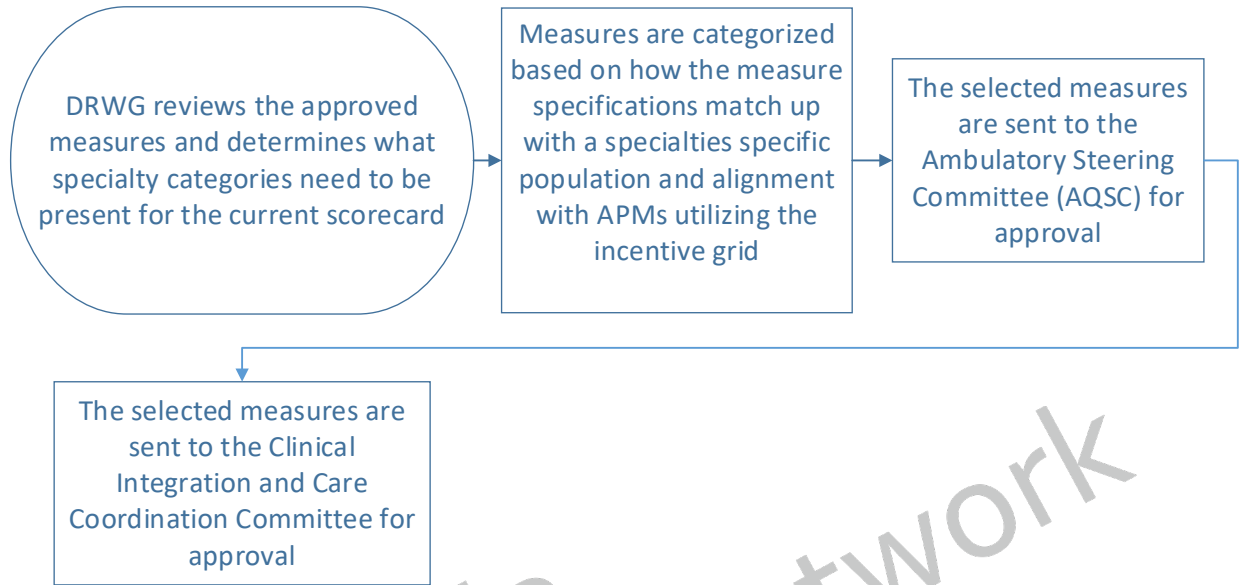 DRWG reviews the approved
measures and determines what
specialty categories need to be
present for the current scorecard
Measures are categorized
based on how the measure
specifications match up
with a specialties specific
population and alignment
with APMs utilizing the
incentive grid
The selected measures
are sent to the
Ambulatory Steering
Committee (AQSC) for
approval
The selected measures are
sent to the Clinical
Integration and Care
Coordination Committee for
approval